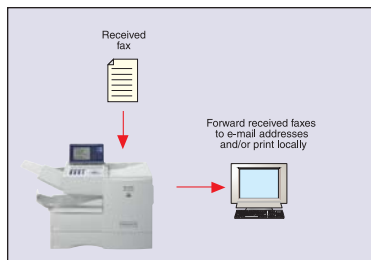 Received
fax
Forward received faxes
to e-mail addresses
and/or print locally